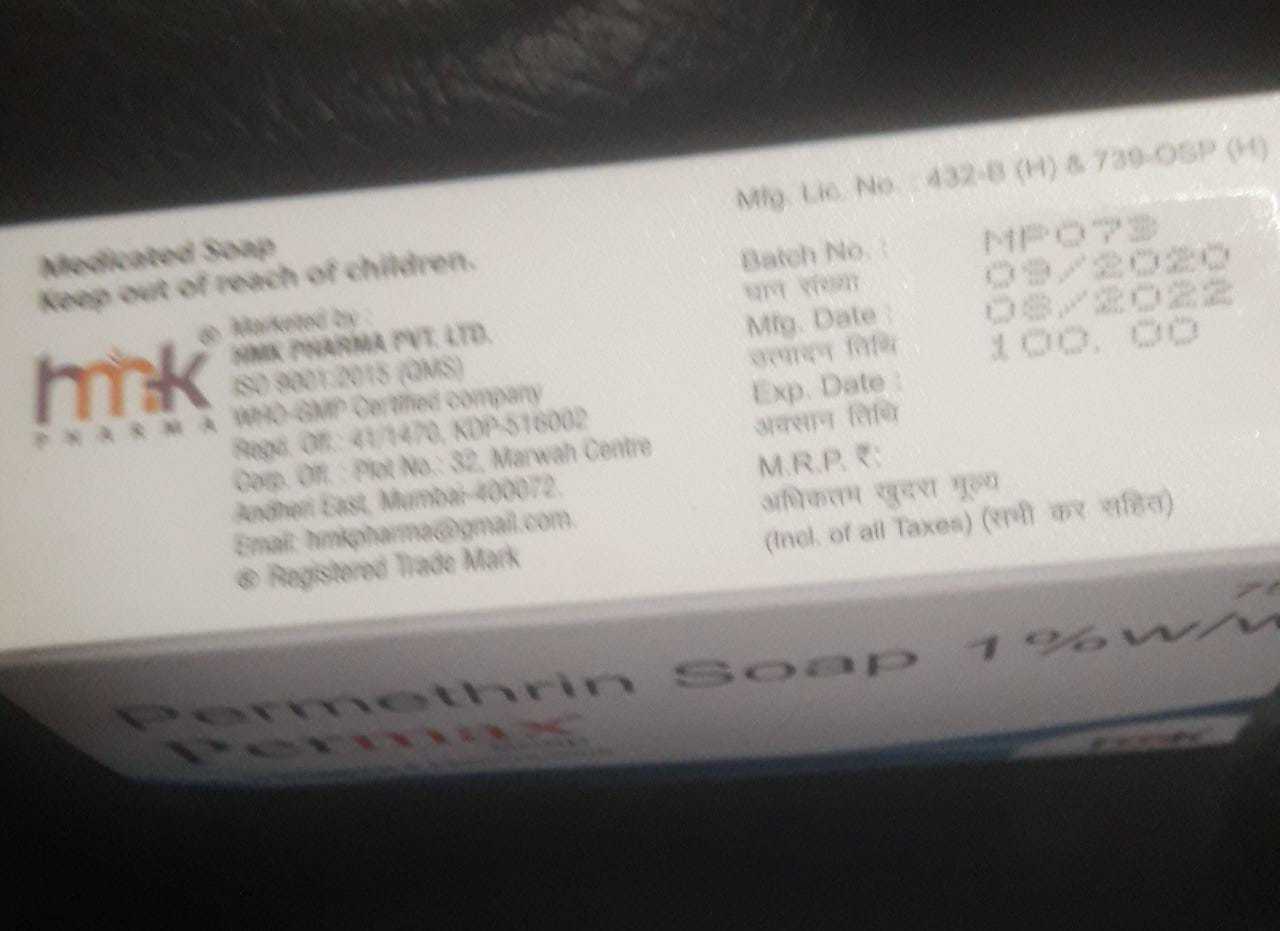 Medicated Soap
Keep out of reach of children.
hmk ®
PHARMA
Marketed by :
HMK PHARMA PVT. LTD.
ISO 9001:2015 (QMS)
WHO-GMP Certified company
Regd. Off.: 41/1470, KDP-516002
Corp. Off. : Plot No.: 32, Marwah Centre
Andheri East, Mumbai-400072.
Email: hmkpharma@gmail.com.
® Registered Trade Mark
Mfg. Lic. No. : 432-B (H) & 739-OSP (H)
Batch No. : MP073
घान संख्या
Mfg. Date : 09/2020
उत्पादन तिथि
Exp. Date : 08/2022
अवसान तिथि
M.R.P. ₹: 100. 00
अधिकतम खुदरा मूल्य
(Incl. of all Taxes) (सभी कर सहित)
Permethrin Soap 1%w/w
Permax